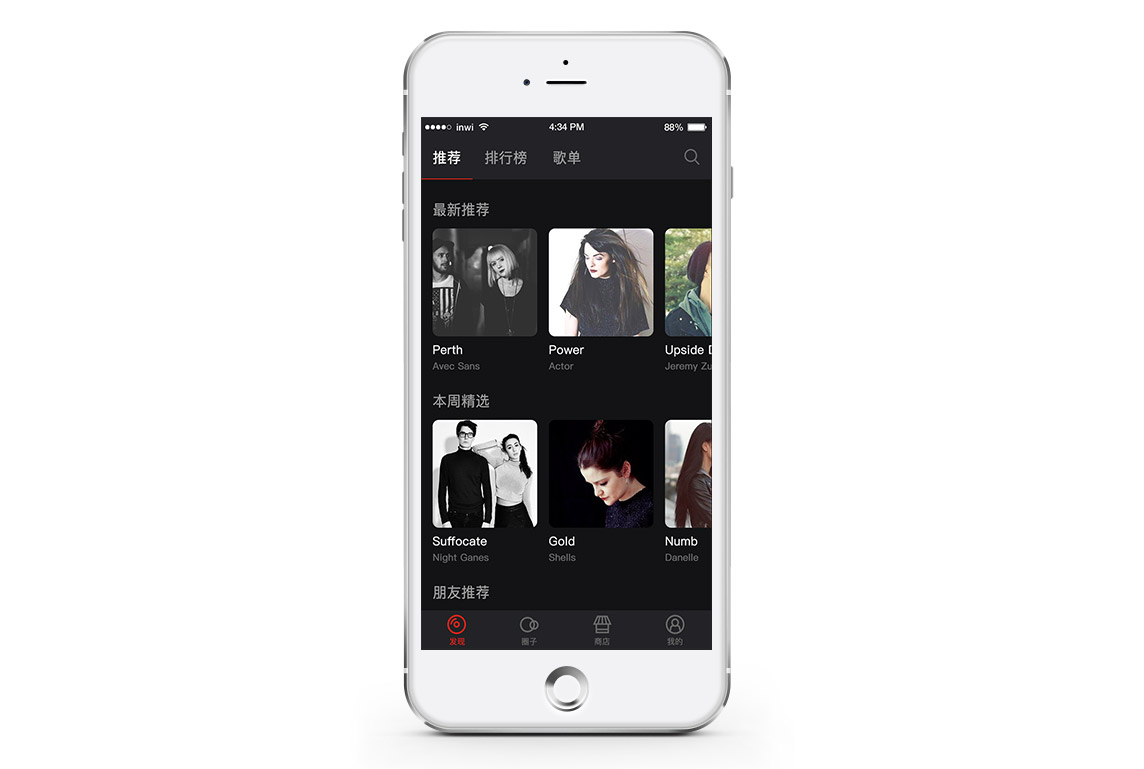 inwi 4:34 PM 88%
推荐 排行榜 歌单
最新推荐
Perth Power Upside
Avec Sans Actor Jeremy
本周精选
Suffocate Gold Numb
Night Ganes Shells Danelle
朋友推荐
发现 圈子 商店 我的